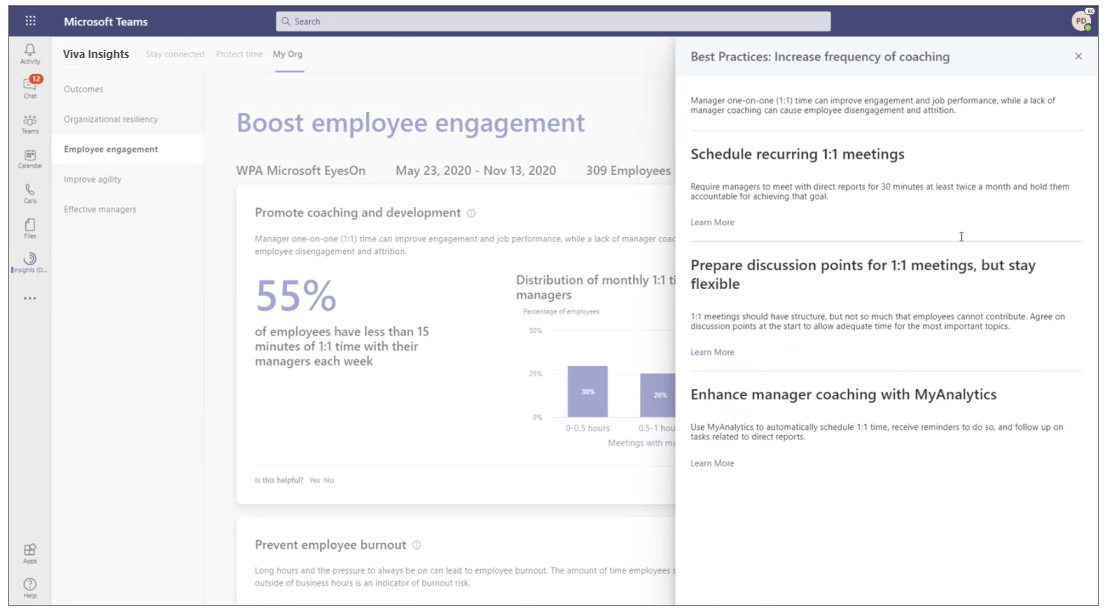 Microsoft Teams
Search
PD
Activity
12
Chat
Teams
Calendar
Calls
Files
Insights (D...
Apps
Help
Viva Insights
Stay connected
Protect time
My Org
Outcomes
Organizational resiliency
Employee engagement
Improve agility
Effective managers
Boost employee engagement
WPA Microsoft EyesOn
May 23, 2020 - Nov 13, 2020
309 Employees
Promote coaching and development
Manager one-on-one (1:1) time can improve engagement and job performance, while a lack of manager coac
employee disengagement and attrition.
55%
of employees have less than 15
minutes of 1:1 time with their
managers each week
Distribution of monthly 1:1 ti
managers
Percentage of employees
50%
25%
0%
30%
26%
0-0.5 hours
0.5-1 hou
Meetings with ma
Is this helpful? Yes No
Prevent employee burnout
Long hours and the pressure to always be on can lead to employee burnout. The amount of time employees s
outside of business hours is an indicator of burnout risk.
Best Practices: Increase frequency of coaching
Manager one-on-one (1:1) time can improve engagement and job performance, while a lack of
manager coaching can cause employee disengagement and attrition.
Schedule recurring 1:1 meetings
Require managers to meet with direct reports for 30 minutes at least twice a month and hold them
accountable for achieving that goal.
Learn More
Prepare discussion points for 1:1 meetings, but stay
flexible
1:1 meetings should have structure, but not so much that employees cannot contribute. Agree on
discussion points at the start to allow adequate time for the most important topics.
Learn More
Enhance manager coaching with MyAnalytics
Use MyAnalytics to automatically schedule 1:1 time, receive reminders to do so, and follow up on
tasks related to direct reports.
Learn More